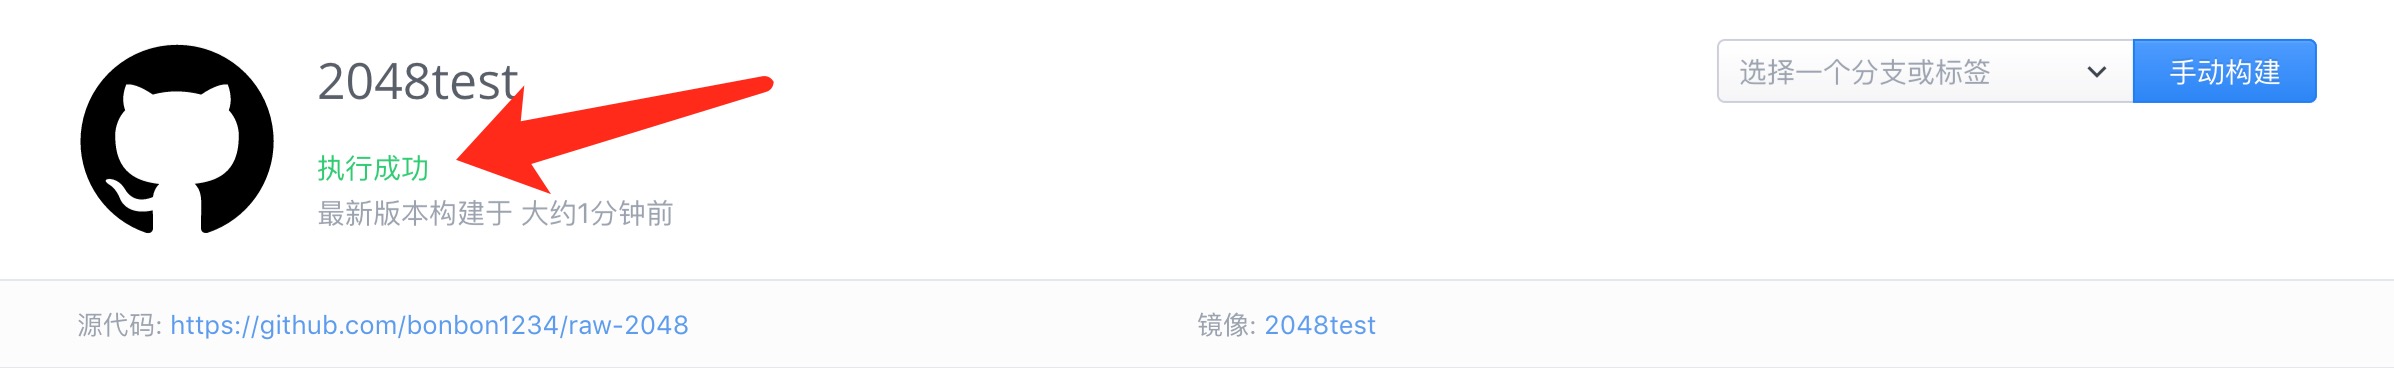 2048test
选择一个分支或标签
手动构建
执行成功
最新版本构建于 大约1分钟前
源代码: https://github.com/bonbon1234/raw-2048
镜像: 2048test